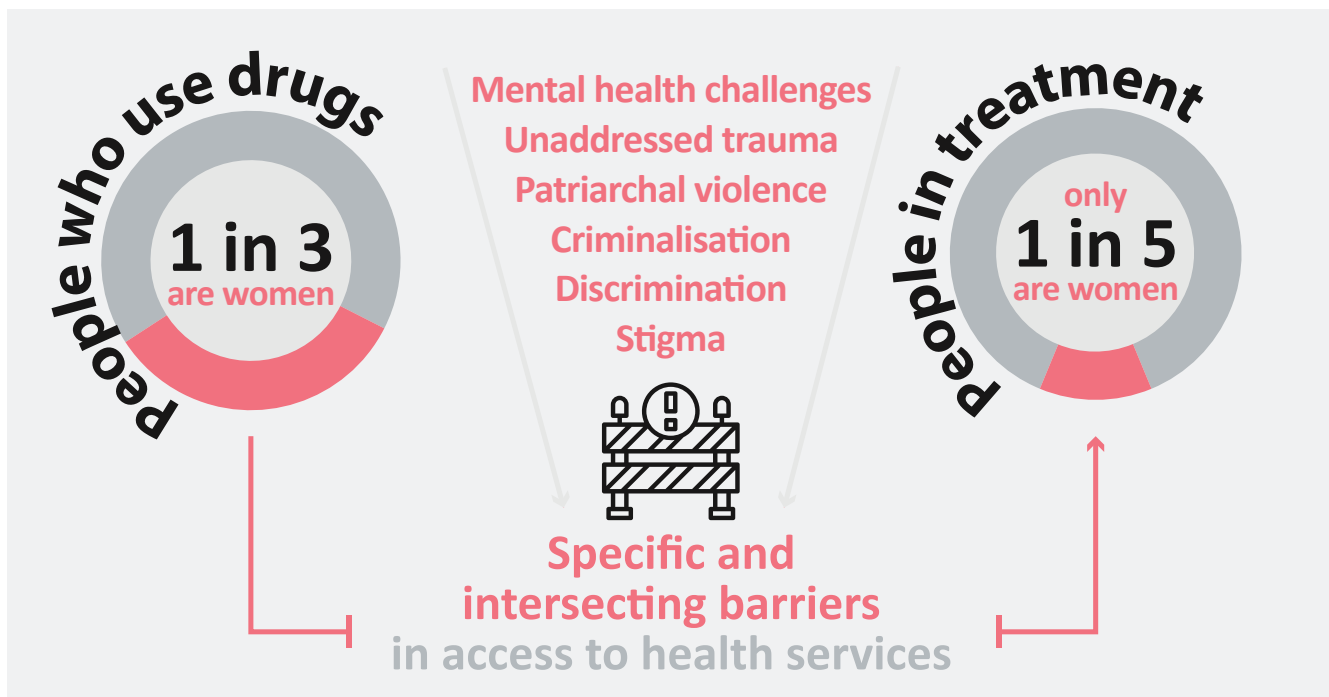 People who use drugs
1 in 3
are women
Mental health challenges
Unaddressed trauma
Patriarchal violence
Criminalisation
Discrimination
Stigma
!
Specific and
intersecting barriers
in access to health services
People in treatment
only
1 in 5
are women